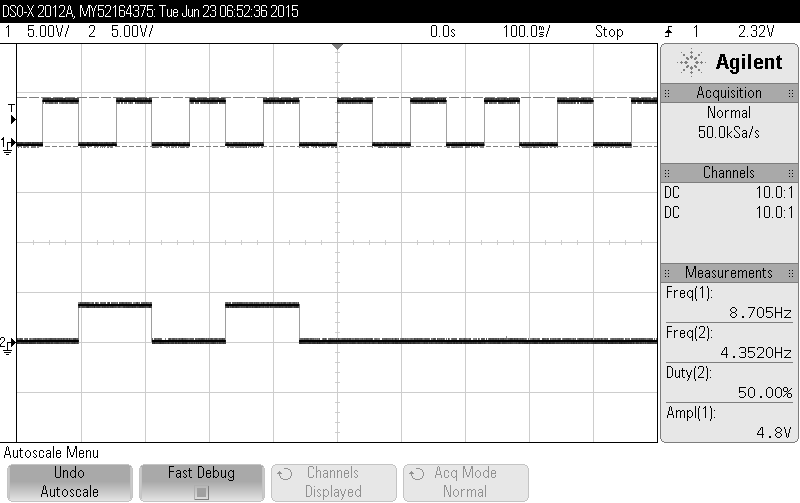 DSO-X 2012A, MY52164375: Tue Jun 23 06:52:36 2015
1 5.00V/ 2 5.00V/ 0.0s 100.0ms/ Stop 1 2.32V
Agilent
Acquisition
Normal
50.0kSa/s
Channels
DC 10.0:1
DC 10.0:1
Measurements
Freq(1):
8.705Hz
Freq(2):
4.3520Hz
Duty(2):
50.00%
Ampl(1):
4.8V
T
1
2
Autoscale Menu
Undo
Autoscale
Fast Debug
Channels
Displayed
Acq Mode
Normal